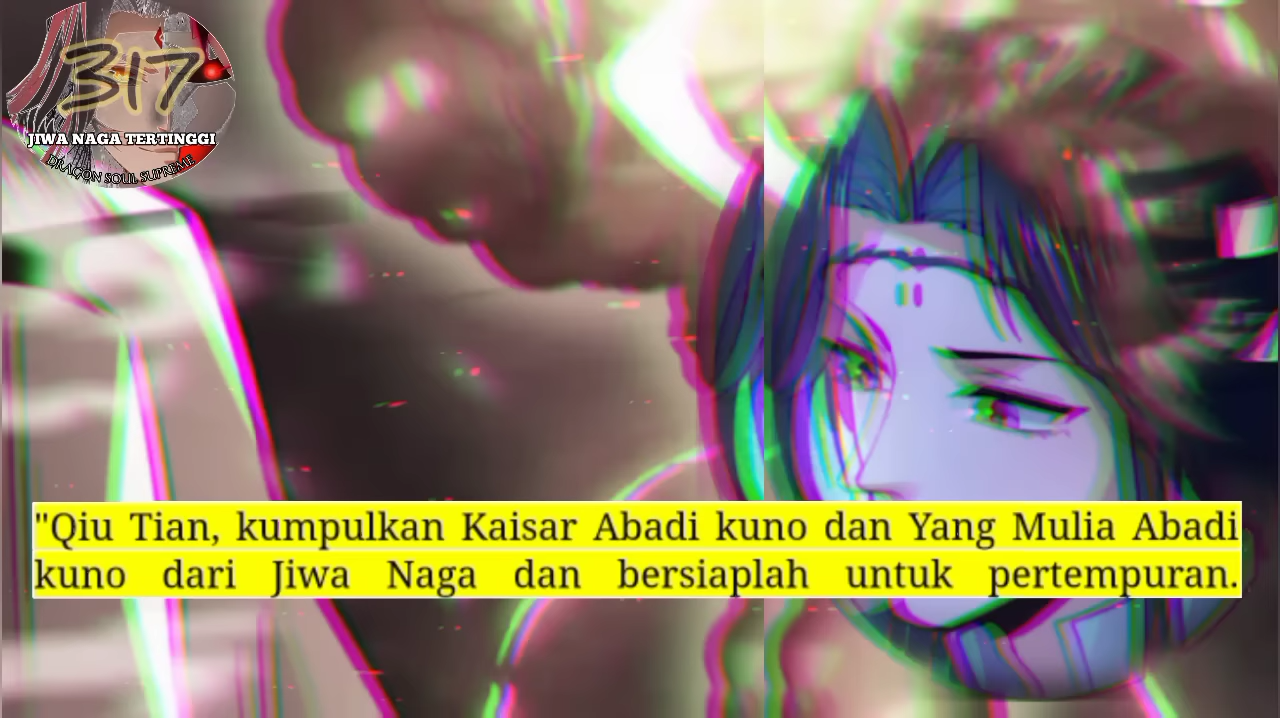 317
JIWA NAGA TERTINGGI
DRAGON SOUL SUPREME
"Qiu Tian, kumpulkan Kaisar Abadi kuno dan Yang Mulia Abadi
kuno dari Jiwa Naga dan bersiaplah untuk pertempuran.